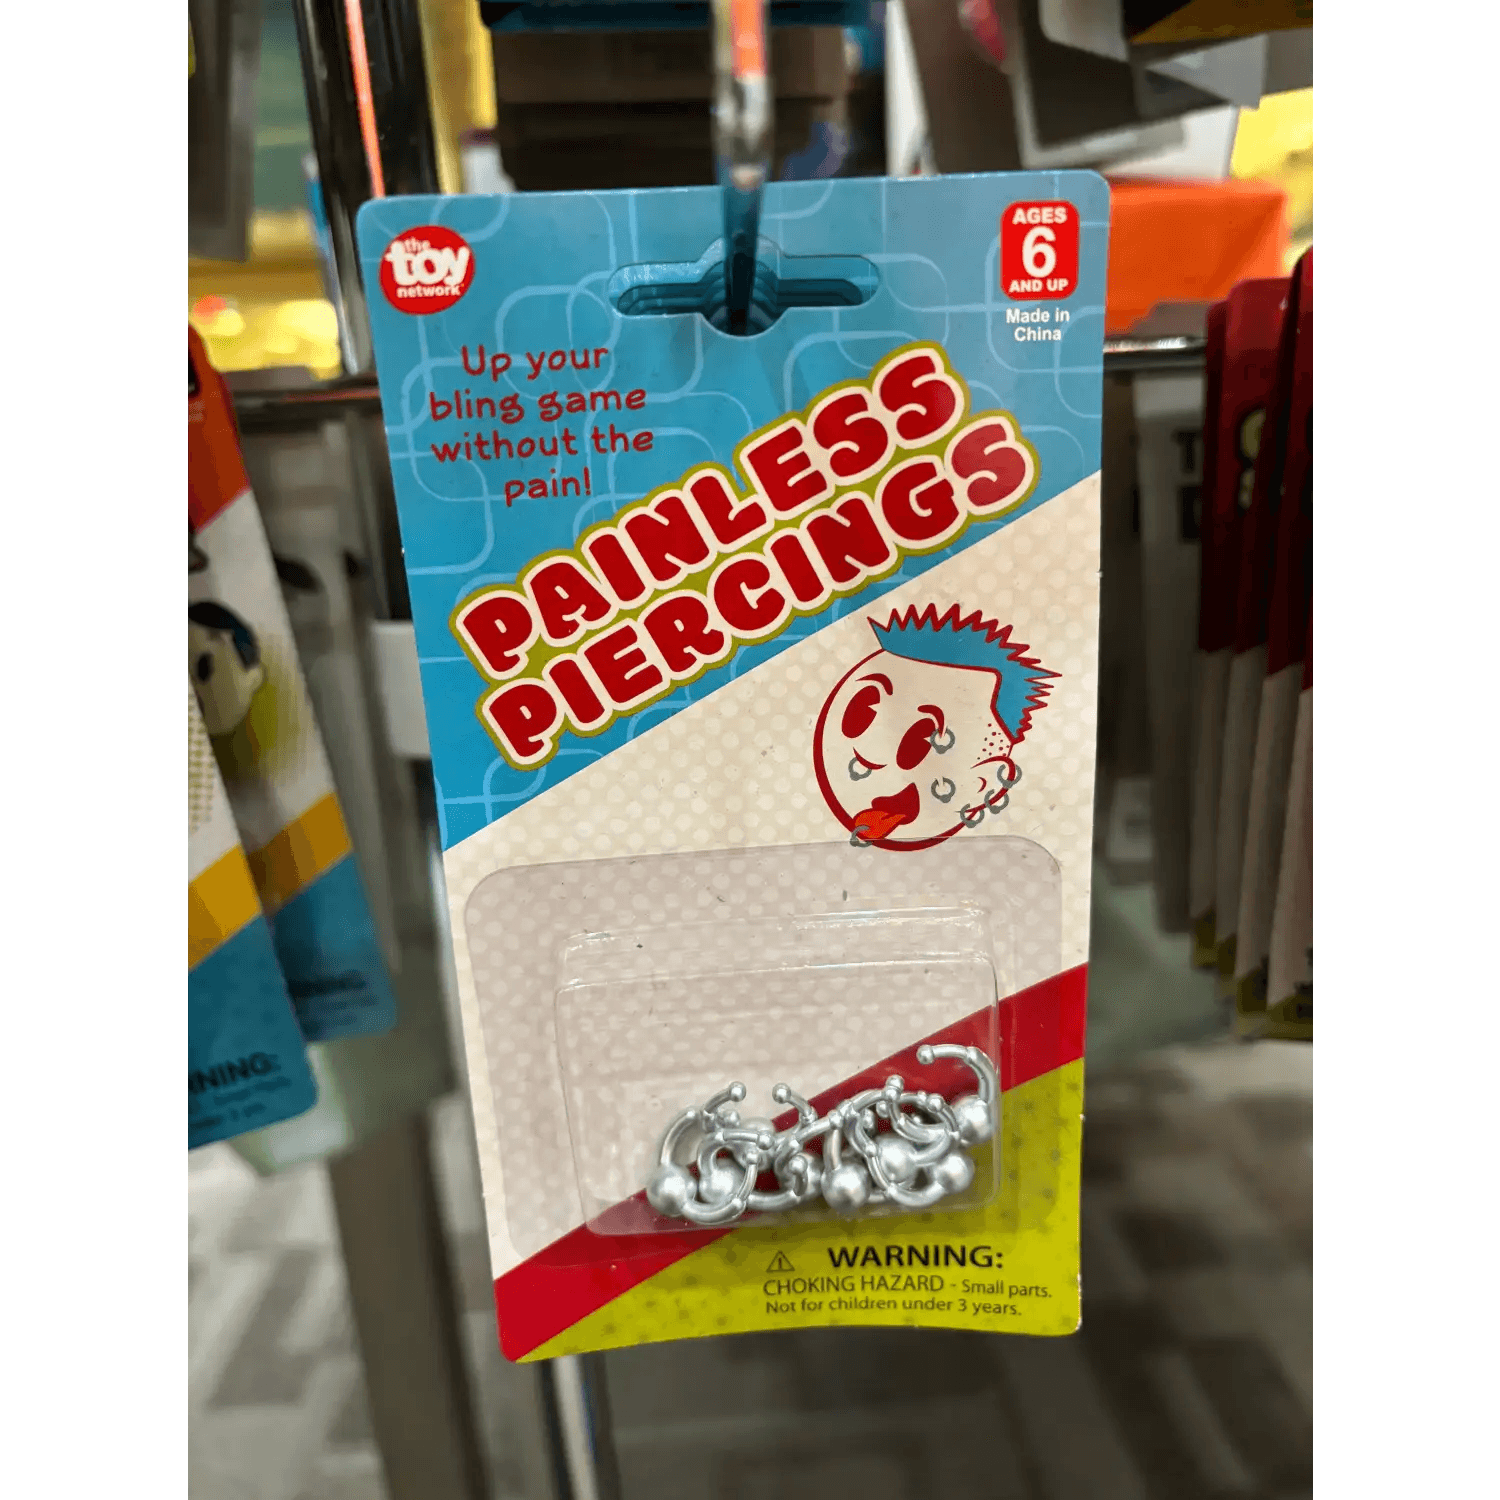 the
toy
network
AGES
6
AND UP
Made in
China
Up your
bling game
without the
pain!
PAINLESS
PIERCINGS
WARNING:
CHOKING HAZARD - Small parts.
Not for children under 3 years.